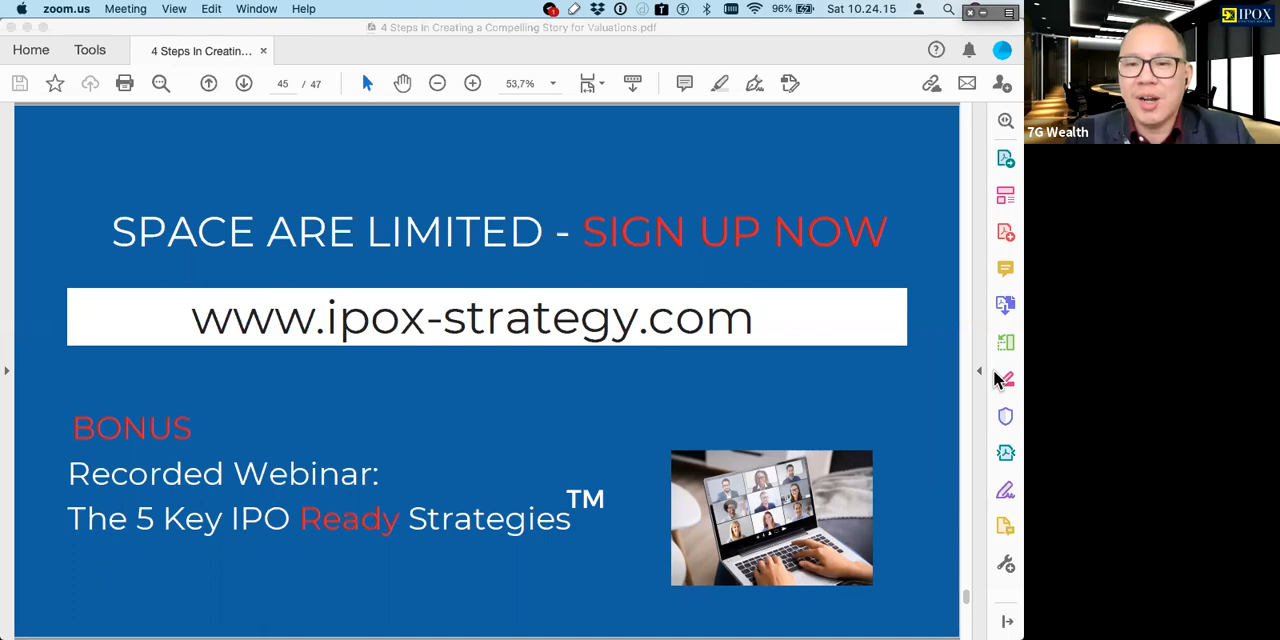 zoom.us Meeting View Edit Window Help 96% Sat 10.24.15
4 Steps In Creating a Compelling Story for Valuations.pdf
Home Tools 4 Steps In Creatin... ×
45 / 47 53,7%
IPOX
7G Wealth
SPACE ARE LIMITED - SIGN UP NOW
www.ipox-strategy.com
BONUS
Recorded Webinar:
The 5 Key IPO Ready Strategies™